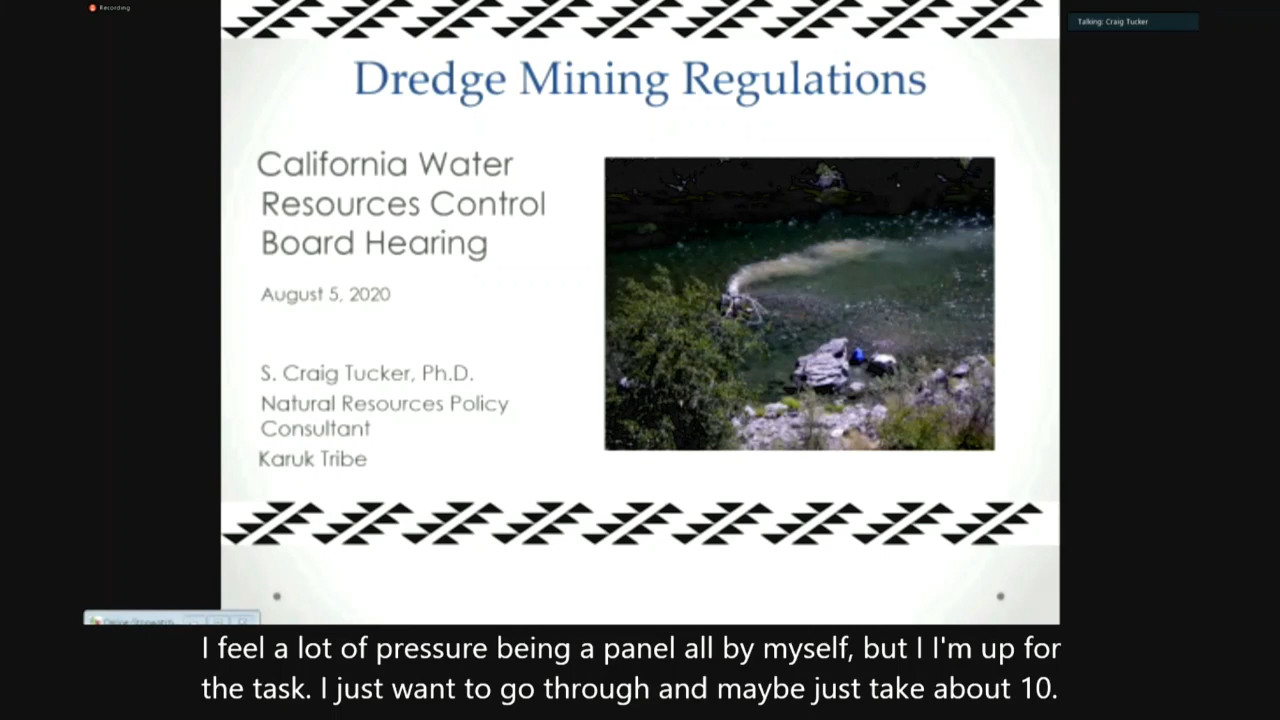 Recording
Talking: Craig Tucker
Dredge Mining Regulations
California Water
Resources Control
Board Hearing
August 5, 2020
S. Craig Tucker, Ph.D.
Natural Resources Policy
Consultant
Karuk Tribe
I feel a lot of pressure being a panel all by myself, but I I'm up for
the task. I just want to go through and maybe just take about 10.